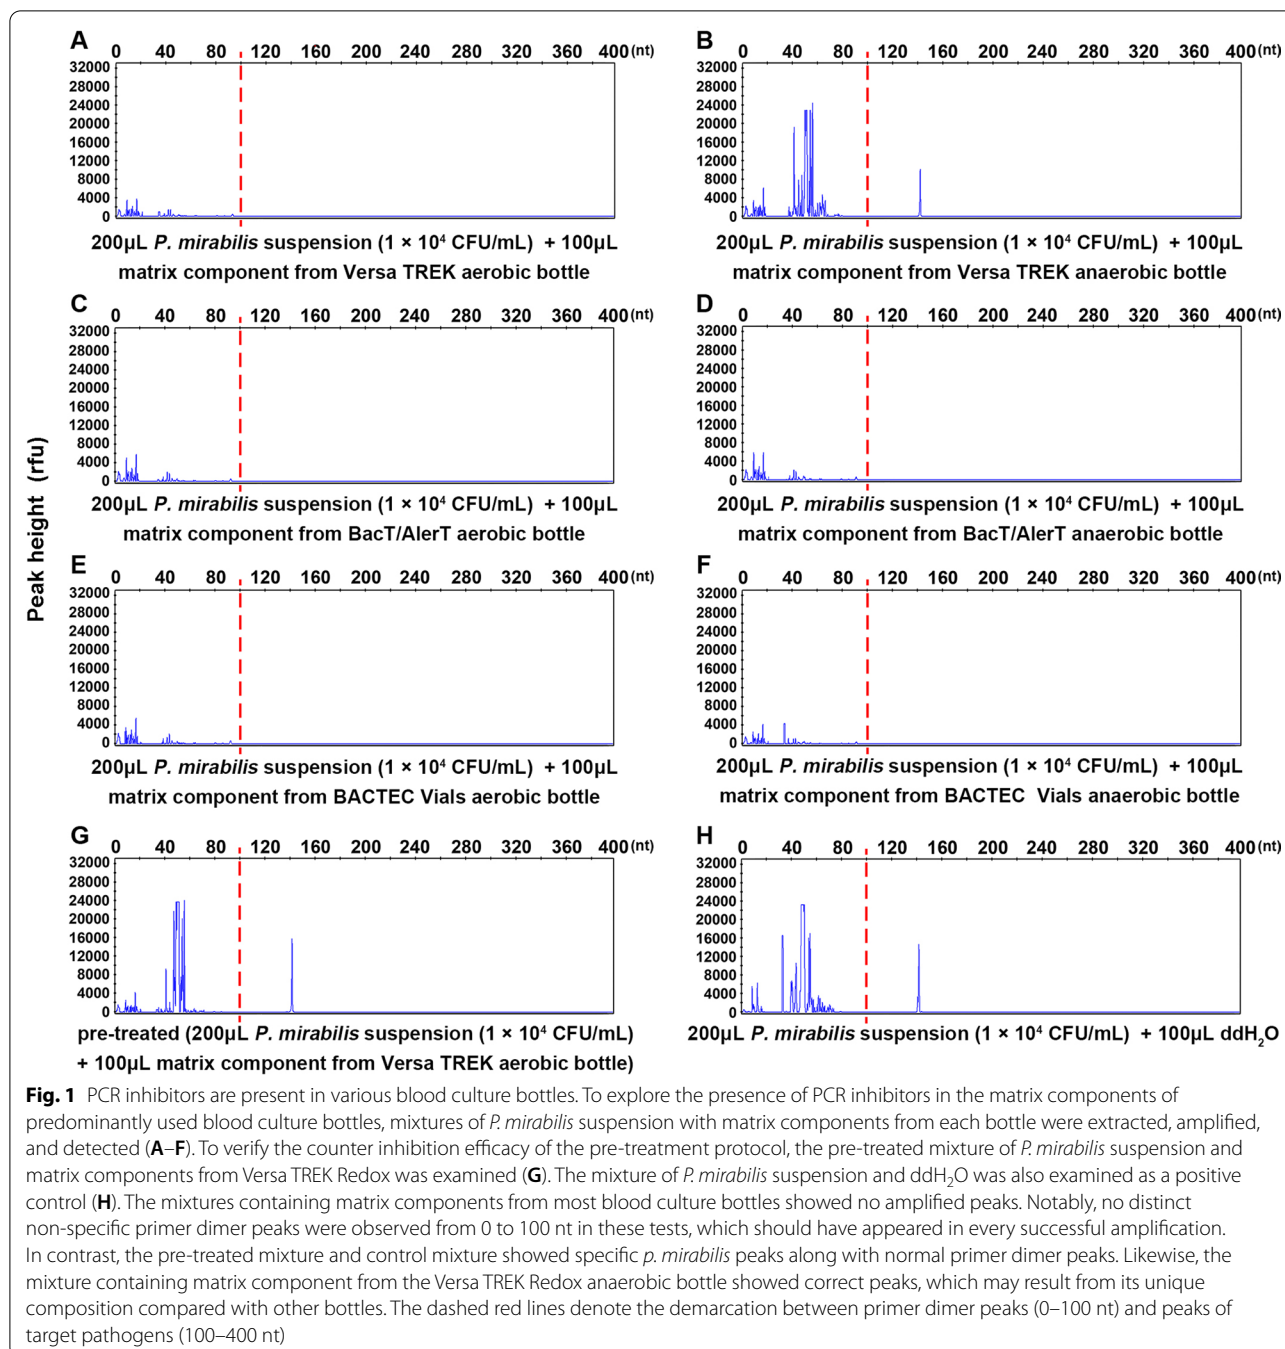 A
0 40 80 120 160 200 240 280 320 360 400 (nt)
32000
28000
24000
20000
16000
12000
8000
4000
0
200µL P. mirabilis suspension (1 × 10⁴ CFU/mL) + 100µL
matrix component from Versa TREK aerobic bottle
B
0 40 80 120 160 200 240 280 320 360 400 (nt)
32000
28000
24000
20000
16000
12000
8000
4000
0
200µL P. mirabilis suspension (1 × 10⁴ CFU/mL) + 100µL
matrix component from Versa TREK anaerobic bottle
C
0 40 80 120 160 200 240 280 320 360 400 (nt)
32000
28000
24000
20000
16000
12000
8000
4000
0
200µL P. mirabilis suspension (1 × 10⁴ CFU/mL) + 100µL
matrix component from BacT/AlerT aerobic bottle
D
0 40 80 120 160 200 240 280 320 360 400 (nt)
32000
28000
24000
20000
16000
12000
8000
4000
0
200µL P. mirabilis suspension (1 × 10⁴ CFU/mL) + 100µL
matrix component from BacT/AlerT anaerobic bottle
Peak height (rfu)
E
0 40 80 120 160 200 240 280 320 360 400 (nt)
32000
28000
24000
20000
16000
12000
8000
4000
0
200µL P. mirabilis suspension (1 × 10⁴ CFU/mL) + 100µL
matrix component from BACTEC Vials aerobic bottle
F
0 40 80 120 160 200 240 280 320 360 400 (nt)
32000
28000
24000
20000
16000
12000
8000
4000
0
200µL P. mirabilis suspension (1 × 10⁴ CFU/mL) + 100µL
matrix component from BACTEC Vials anaerobic bottle
G
0 40 80 120 160 200 240 280 320 360 400 (nt)
32000
28000
24000
20000
16000
12000
8000
4000
0
pre-treated (200µL P. mirabilis suspension (1 × 10⁴ CFU/mL)
+ 100µL matrix component from Versa TREK aerobic bottle)
H
0 40 80 120 160 200 240 280 320 360 400 (nt)
32000
28000
24000
20000
16000
12000
8000
4000
0
200µL P. mirabilis suspension (1 × 10⁴ CFU/mL) + 100µL ddH₂O
Fig. 1 PCR inhibitors are present in various blood culture bottles. To explore the presence of PCR inhibitors in the matrix components of
predominantly used blood culture bottles, mixtures of P. mirabilis suspension with matrix components from each bottle were extracted, amplified,
and detected (A–F). To verify the counter inhibition efficacy of the pre-treatment protocol, the pre-treated mixture of P. mirabilis suspension and
matrix components from Versa TREK Redox was examined (G). The mixture of P. mirabilis suspension and ddH₂O was also examined as a positive
control (H). The mixtures containing matrix components from most blood culture bottles showed no amplified peaks. Notably, no distinct
non-specific primer dimer peaks were observed from 0 to 100 nt in these tests, which should have appeared in every successful amplification.
In contrast, the pre-treated mixture and control mixture showed specific p. mirabilis peaks along with normal primer dimer peaks. Likewise, the
mixture containing matrix component from the Versa TREK Redox anaerobic bottle showed correct peaks, which may result from its unique
composition compared with other bottles. The dashed red lines denote the demarcation between primer dimer peaks (0–100 nt) and peaks of
target pathogens (100–400 nt)